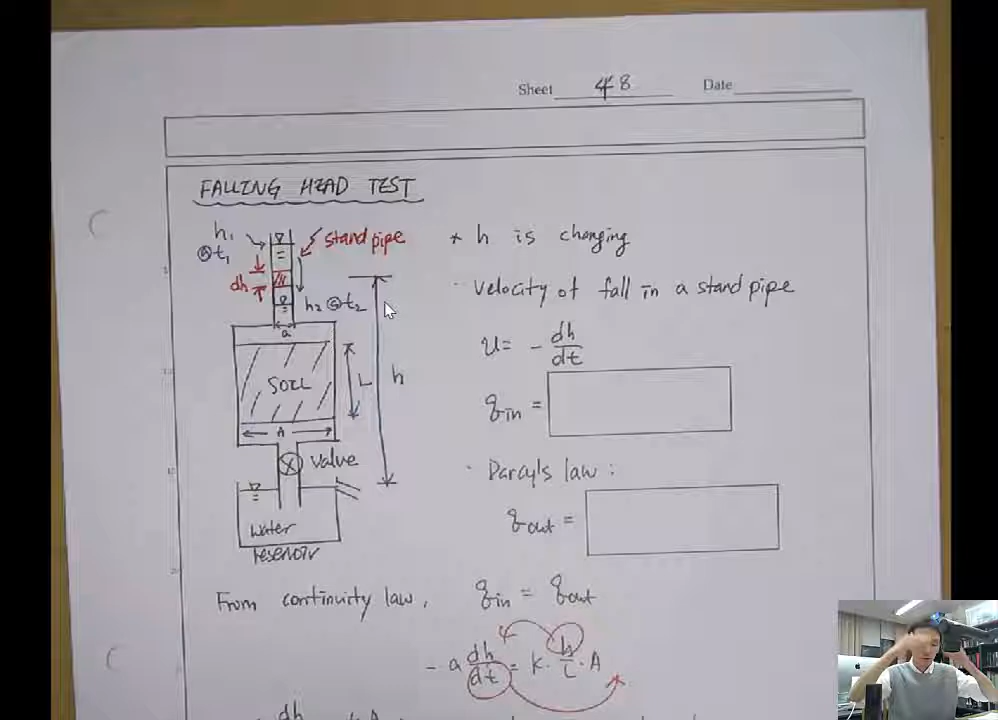 Sheet 48 Date
FALLING HEAD TEST
h₁ @t₁
stand pipe
dh
h₂ @t₂
a
SOIL
L
h
A
valve
water reservoir
* h is changing
· velocity of fall in a stand pipe
v = - dh/dt
q_in =
· Darcy's law :
q_out =
From continuity law, q_in = q_out
- a dh/dt = k · h/L · A
dh